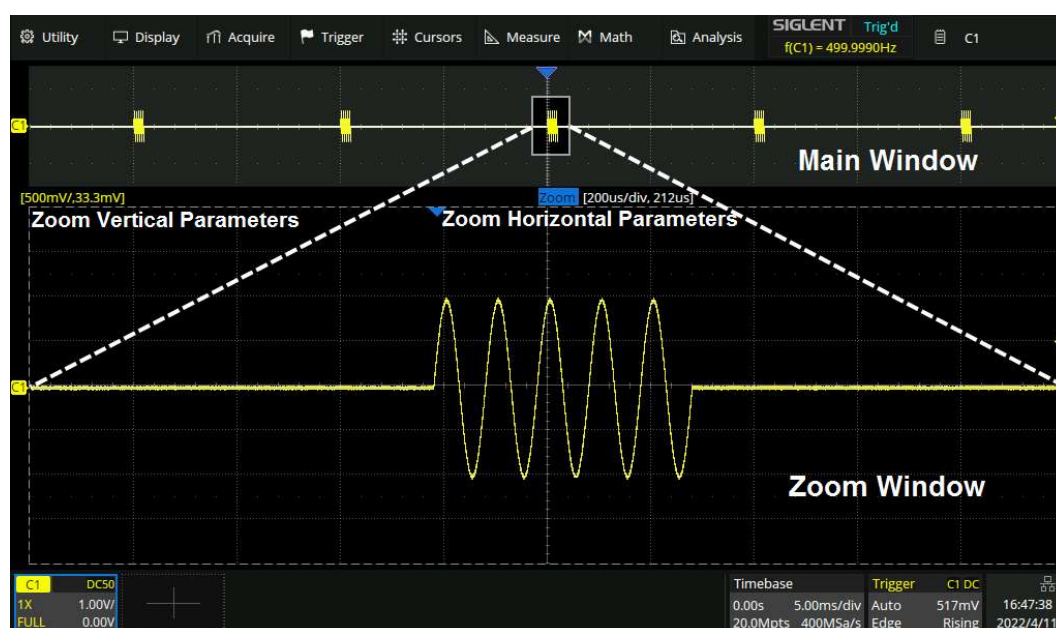 Utility Display Acquire Trigger Cursors Measure Math Analysis SIGLENT Trig'd C1
f(C1) = 499.9990Hz
C1
Main Window
[500mV/,33.3mV] Zoom [200us/div, 212us]
Zoom Vertical Parameters Zoom Horizontal Parameters
C1
Zoom Window
C1 DC50 Timebase Trigger C1 DC
1X 1.00V/ 0.00s 5.00ms/div Auto 517mV 16:47:38
FULL 0.00V 20.0Mpts 400MSa/s Edge Rising 2022/4/11